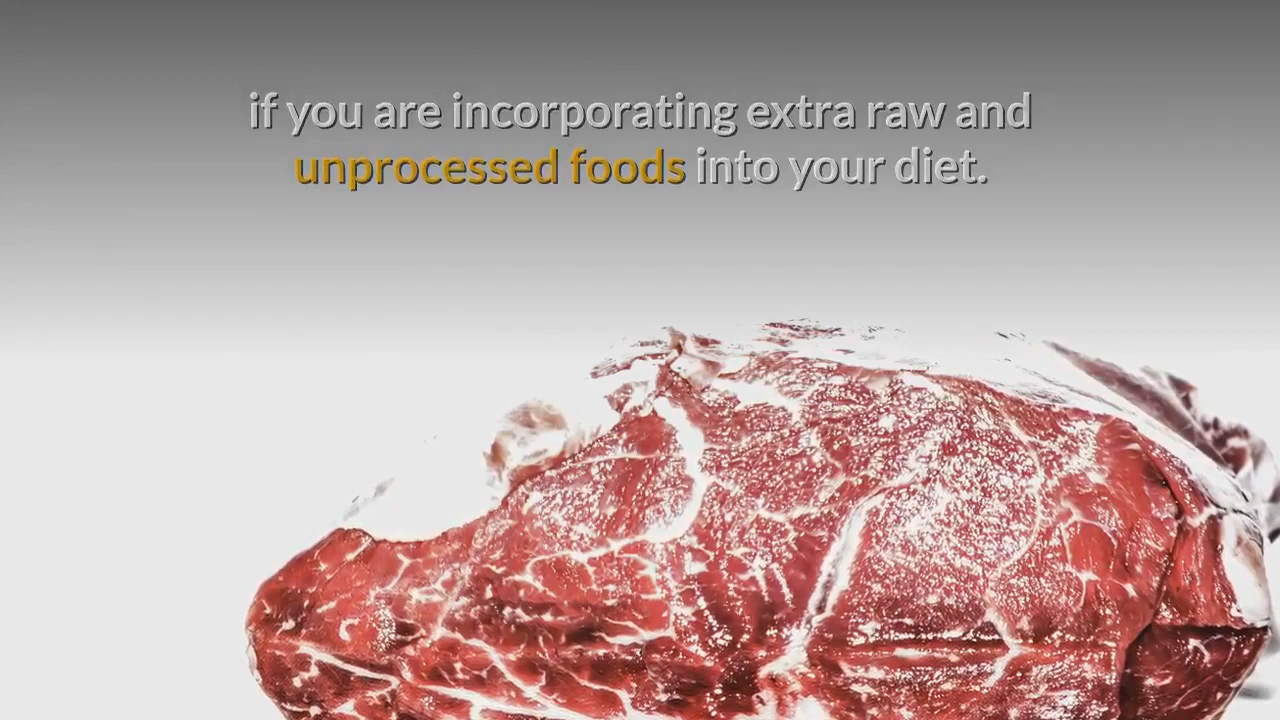 if you are incorporating extra raw and
unprocessed foods into your diet.